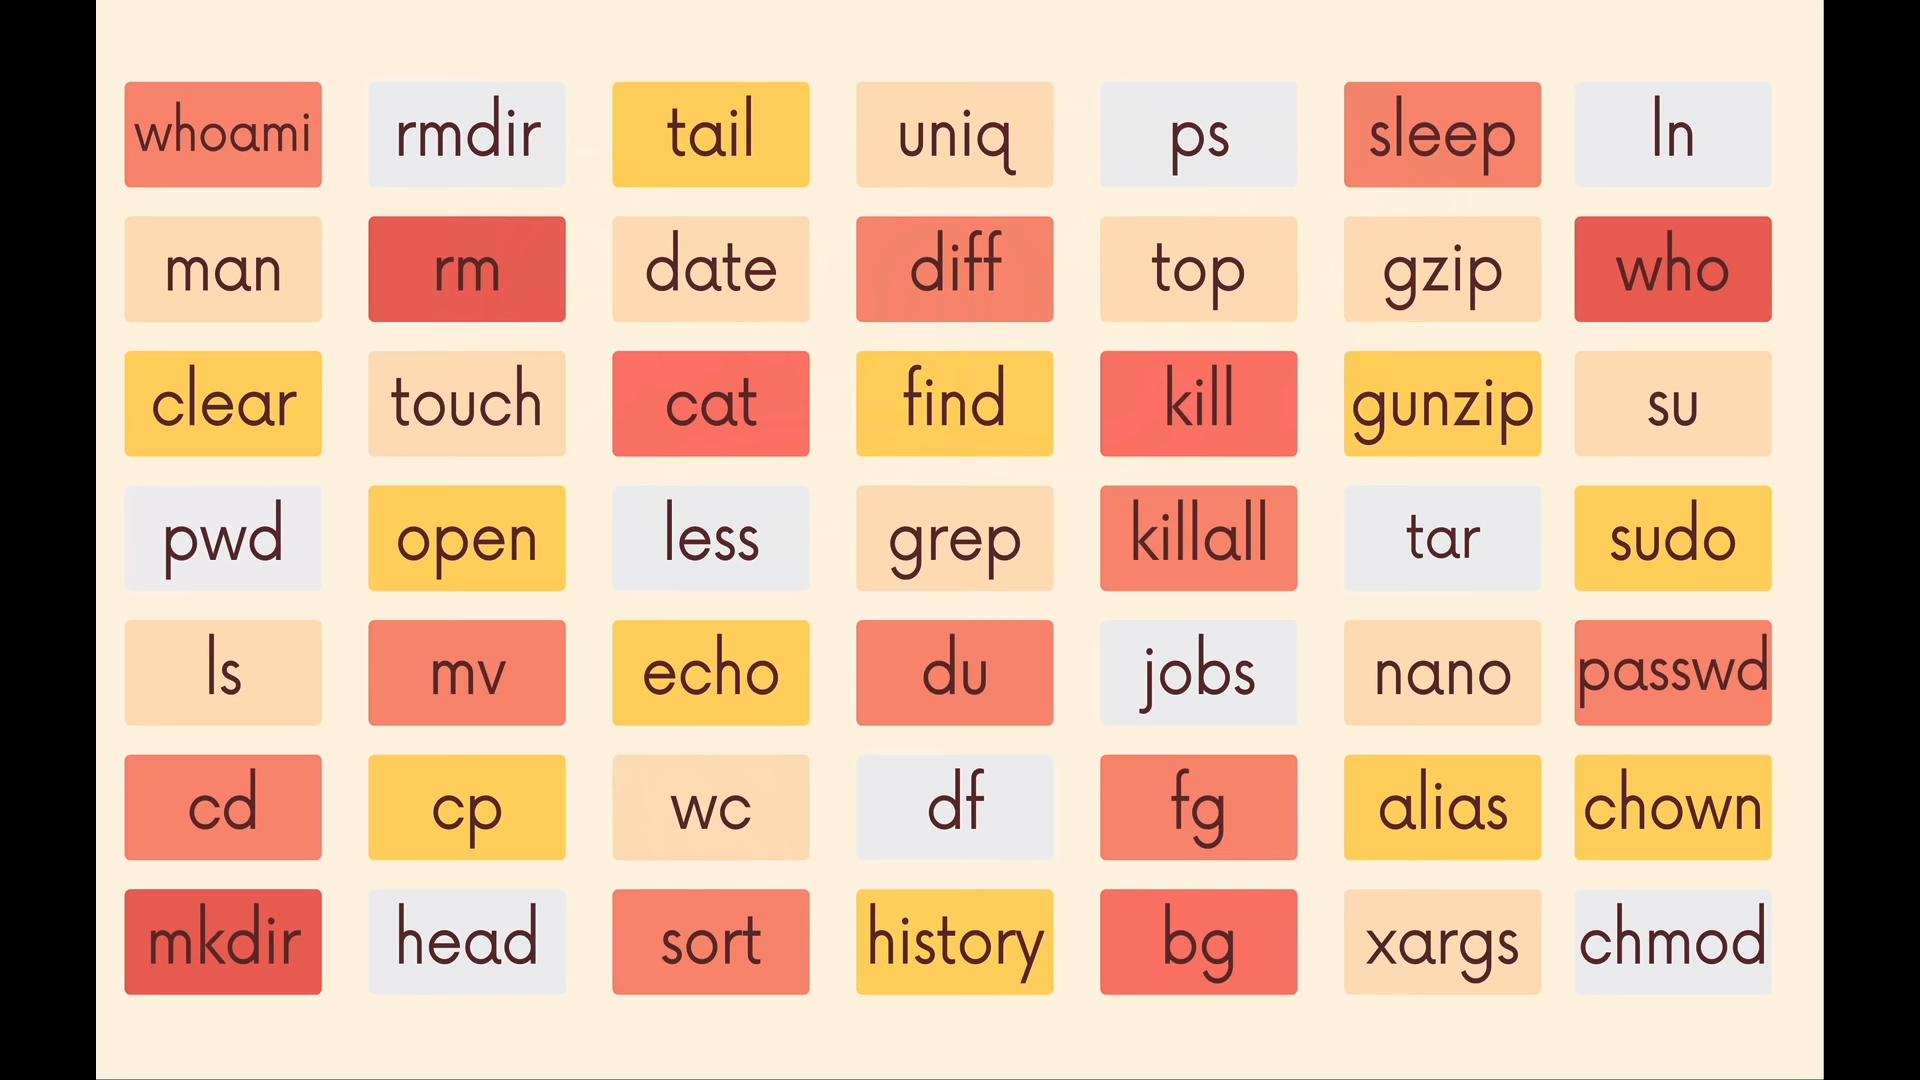 whoami rmdir tail uniq ps sleep ln
man rm date diff top gzip who
clear touch cat find kill gunzip su
pwd open less grep killall tar sudo
ls mv echo du jobs nano passwd
cd cp wc df fg alias chown
mkdir head sort history bg xargs chmod